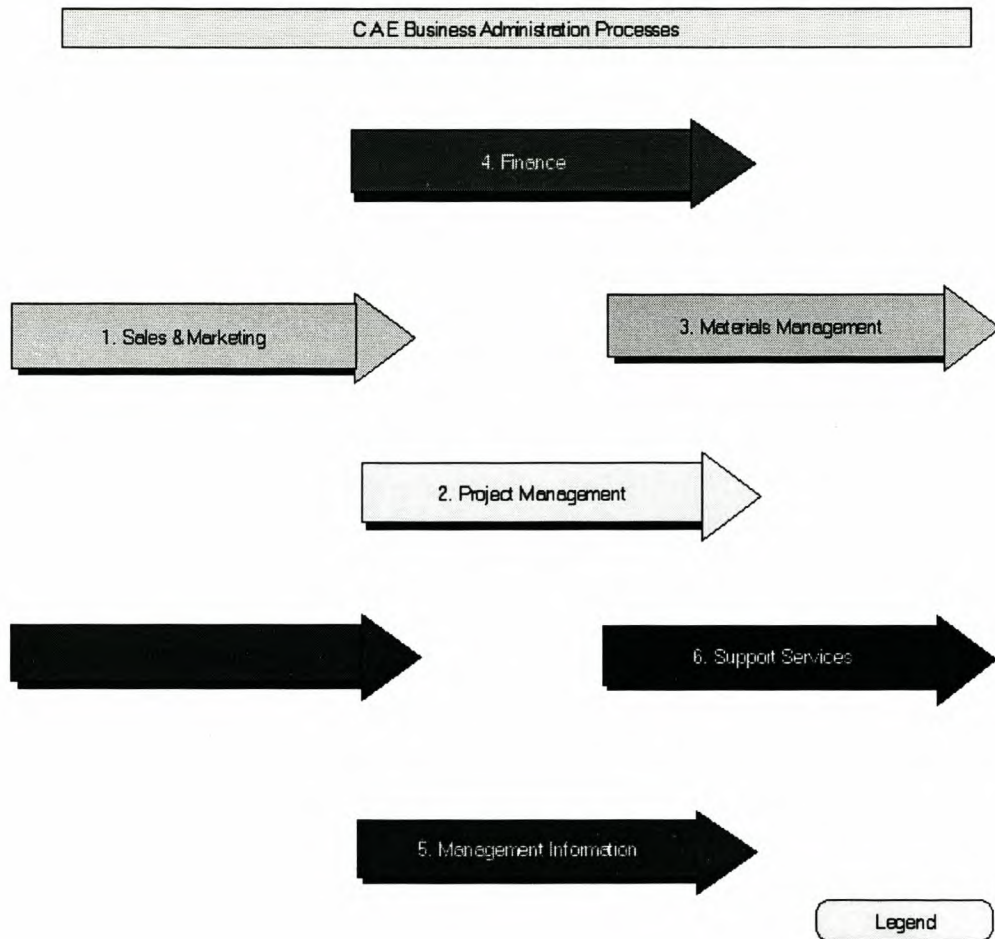 CAE Business Administration Processes
4. Finance
1. Sales & Marketing
3. Materials Management
2. Project Management
6. Support Services
5. Management Information
Legend